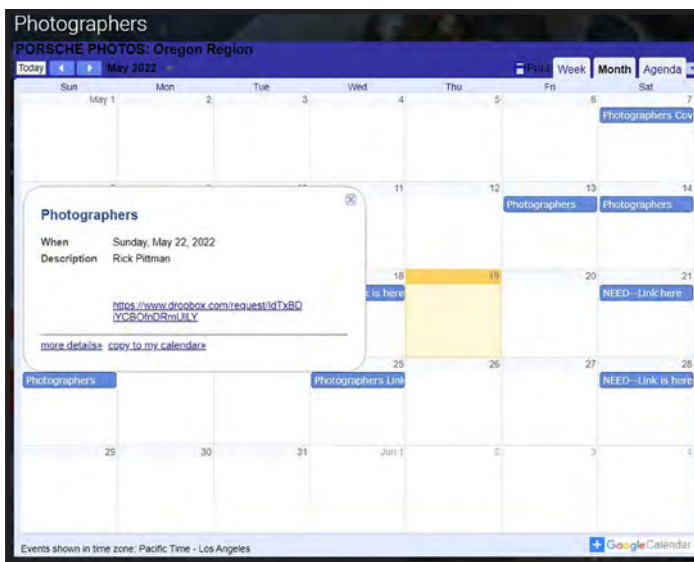 Photographers
PORSCHE PHOTOS: Oregon Region
Today May 2022 Print Week Month Agenda
Sun Mon Tue Wed Thu Fri Sat
May 1 2 3 4 5 6 7
Photographers Cov
11 12 13 14
Photographers Photographers
Photographers
When Sunday, May 22, 2022
Description Rick Pittman
18 19 20 21
k is here NEED--Link here
https://www.dropbox.com/request/
more details» copy to my calendar»
25 26 27 28
Photographers Photographers Link NEED--Link is here
29 30 31 Jun 1 2 3 4
Events shown in time zone: Pacific Time - Los Angeles
Google Calendar